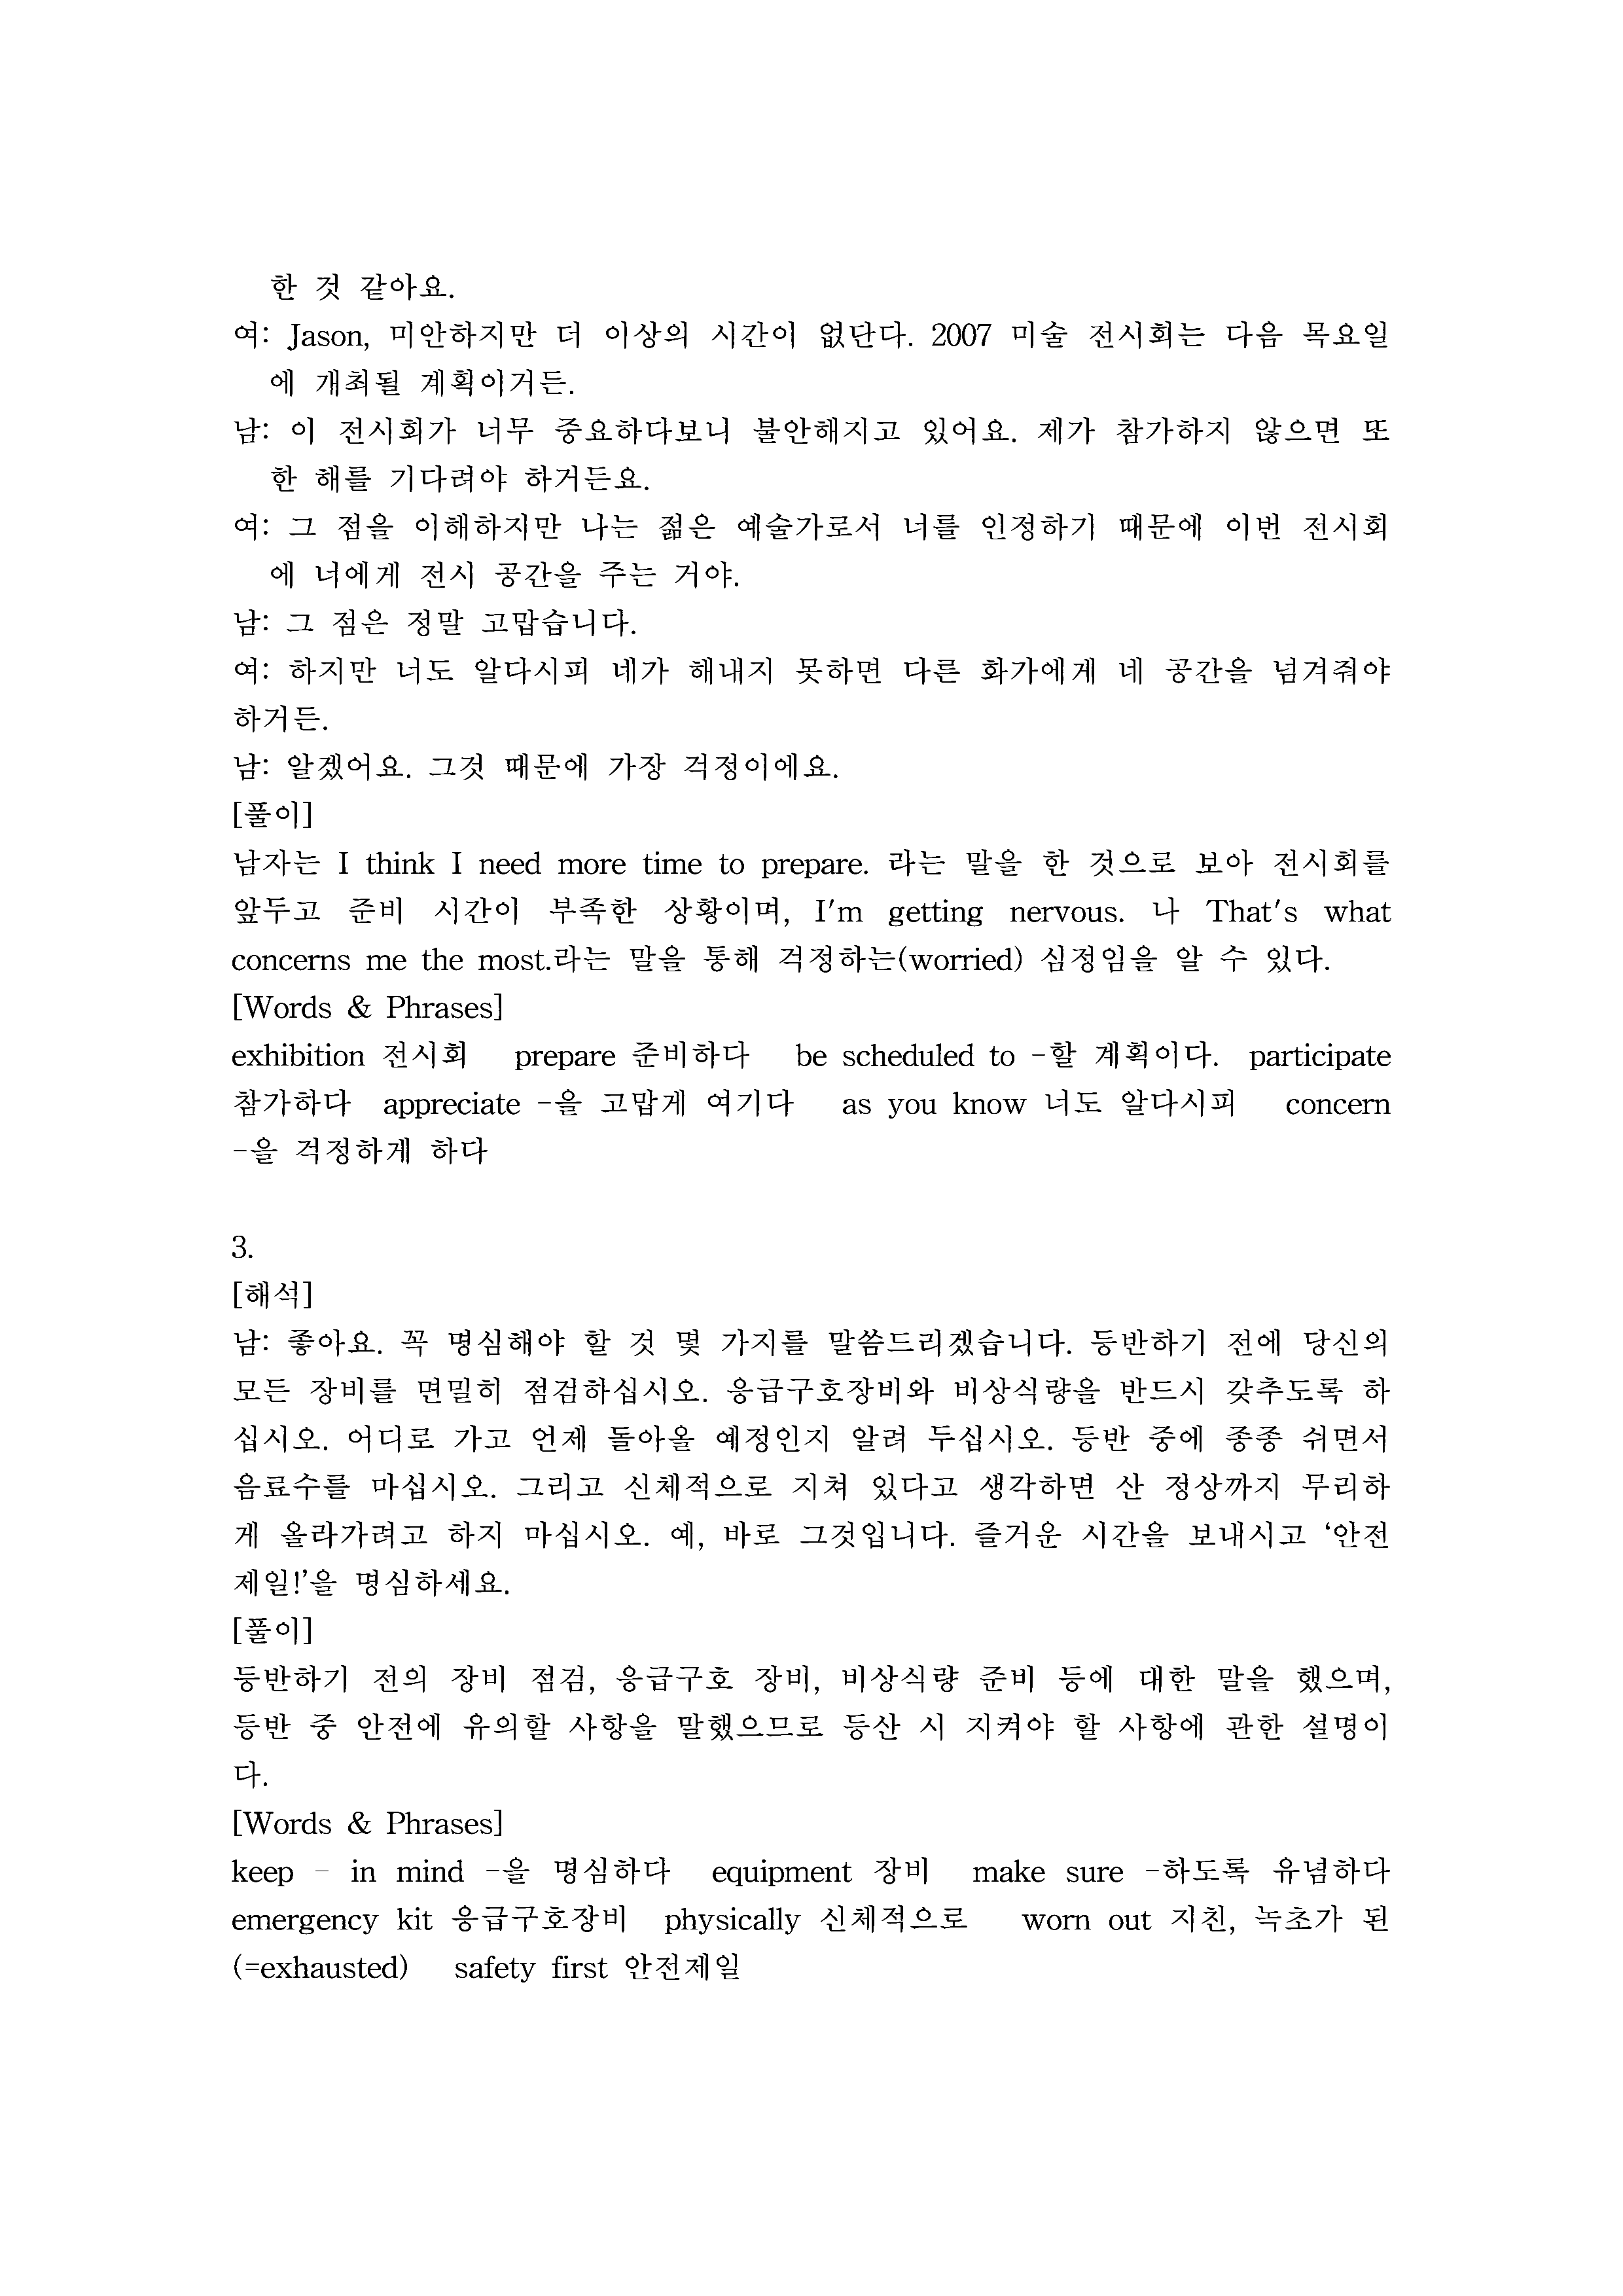 한 것 같아요.
여: Jason, 미안하지만 더 이상의 시간이 없단다. 2007 미술 전시회는 다음 목요일
에 개최될 계획이거든.
남: 이 전시회가 너무 중요하다보니 불안해지고 있어요. 제가 참가하지 않으면 또
한 해를 기다려야 하거든요.
여: 그 점을 이해하지만 나는 젊은 예술가로서 너를 인정하기 때문에 이번 전시회
에 너에게 전시 공간을 주는 거야.
남: 그 점은 정말 고맙습니다.
여: 하지만 너도 알다시피 네가 해내지 못하면 다른 화가에게 네 공간을 넘겨줘야
하거든.
남: 알겠어요. 그것 때문에 가장 걱정이에요.
[풀이]
남자는 I think I need more time to prepare. 라는 말을 한 것으로 보아 전시회를
앞두고 준비 시간이 부족한 상황이며, I'm getting nervous. 나 That's what
concerns me the most.라는 말을 통해 걱정하는(worried) 심정임을 알 수 있다.
[Words & Phrases]
exhibition 전시회 prepare 준비하다 be scheduled to -할 계획이다. participate
참가하다 appreciate -을 고맙게 여기다 as you know 너도 알다시피 concern
-을 걱정하게 하다
3.
[해석]
남: 좋아요. 꼭 명심해야 할 것 몇 가지를 말씀드리겠습니다. 등반하기 전에 당신의
모든 장비를 면밀히 점검하십시오. 응급구호장비와 비상식량을 반드시 갖추도록 하
십시오. 어디로 가고 언제 돌아올 예정인지 알려 두십시오. 등반 중에 종종 쉬면서
음료수를 마십시오. 그리고 신체적으로 지쳐 있다고 생각하면 산 정상까지 무리하
게 올라가려고 하지 마십시오. 예, 바로 그것입니다. 즐거운 시간을 보내시고 ‘안전
제일!’을 명심하세요.
[풀이]
등반하기 전의 장비 점검, 응급구호 장비, 비상식량 준비 등에 대한 말을 했으며,
등반 중 안전에 유의할 사항을 말했으므로 등산 시 지켜야 할 사항에 관한 설명이
다.
[Words & Phrases]
keep - in mind -을 명심하다 equipment 장비 make sure -하도록 유념하다
emergency kit 응급구호장비 physically 신체적으로 worn out 지친, 녹초가 된
(=exhausted) safety first 안전제일